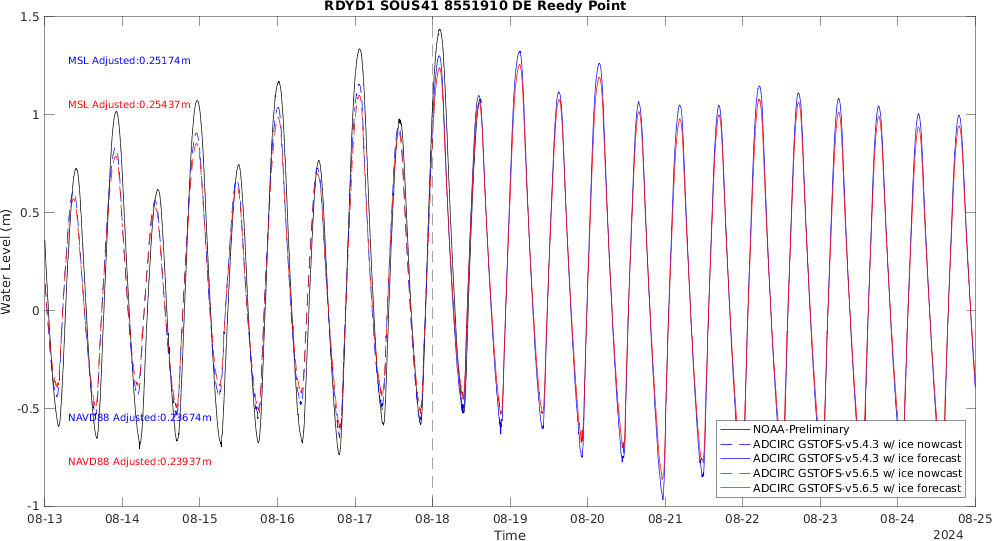 RDYD1 SOUS41 8551910 DE Reedy Point
1.5
MSL Adjusted:0.25174m
MSL Adjusted:0.25437m
1
0.5
Water Level (m)
0
-0.5
NAVD88 Adjusted:0.23674m
NAVD88 Adjusted:0.23937m
-1
NOAA-Preliminary
ADCIRC GSTOFS-v5.4.3 w/ ice nowcast
ADCIRC GSTOFS-v5.4.3 w/ ice forecast
ADCIRC GSTOFS-v5.6.5 w/ ice nowcast
ADCIRC GSTOFS-v5.6.5 w/ ice forecast
08-13 08-14 08-15 08-16 08-17 08-18 08-19 08-20 08-21 08-22 08-23 08-24 08-25
Time
2024